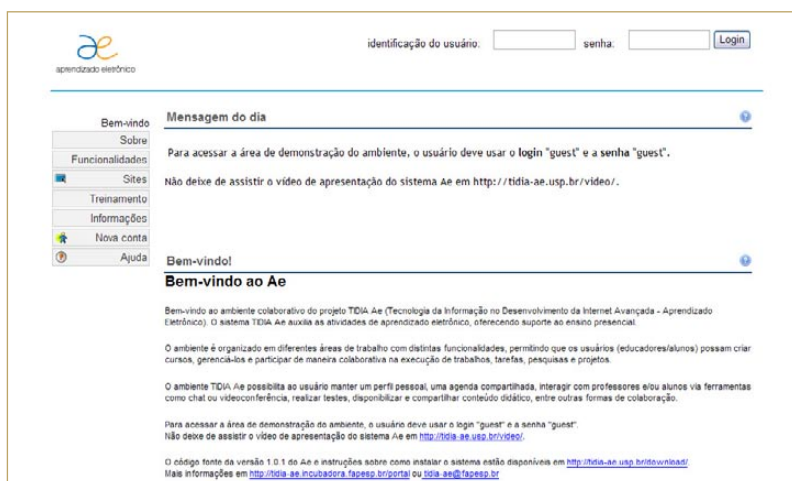 ae
aprendizado eletrônico
identificação do usuário:
senha:
Login
Bem-vindo
Sobre
Funcionalidades
Sites
Treinamento
Informações
Nova conta
Ajuda
Mensagem do dia
Para acessar a área de demonstração do ambiente, o usuário deve usar o login "guest" e a senha "guest".
Não deixe de assistir o vídeo de apresentação do sistema Ae em http://tidia-ae.usp.br/video/.
Bem-vindo!
Bem-vindo ao Ae
Bem-vindo ao ambiente colaborativo do projeto TIDIA Ae (Tecnologia da Informação no Desenvolvimento da Internet Avançada - Aprendizado
Eletrônico). O sistema TIDIA Ae auxilia as atividades de aprendizado eletrônico, oferecendo suporte ao ensino presencial.
O ambiente é organizado em diferentes áreas de trabalho com distintas funcionalidades, permitindo que os usuários (educadores/alunos) possam criar
cursos, gerenciá-los e participar de maneira colaborativa na execução de trabalhos, tarefas, pesquisas e projetos.
O ambiente TIDIA Ae possibilita ao usuário manter um perfil pessoal, uma agenda compartilhada, interagir com professores e/ou alunos via ferramentas
como chat ou videoconferência, realizar testes, disponibilizar e compartilhar conteúdo didático, entre outras formas de colaboração.
Para acessar a área de demonstração do ambiente, o usuário deve usar o login "guest" e a senha "guest".
Não deixe de assistir o vídeo de apresentação do sistema Ae em http://tidia-ae.usp.br/video/.
O código fonte da versão 1.0.1 do Ae e instruções sobre como instalar o sistema estão disponíveis em http://tidia-ae.usp.br/download/.
Mais informações em http://tidia-ae.incubadora.fapesp.br/portal ou tidia-ae@fapesp.br